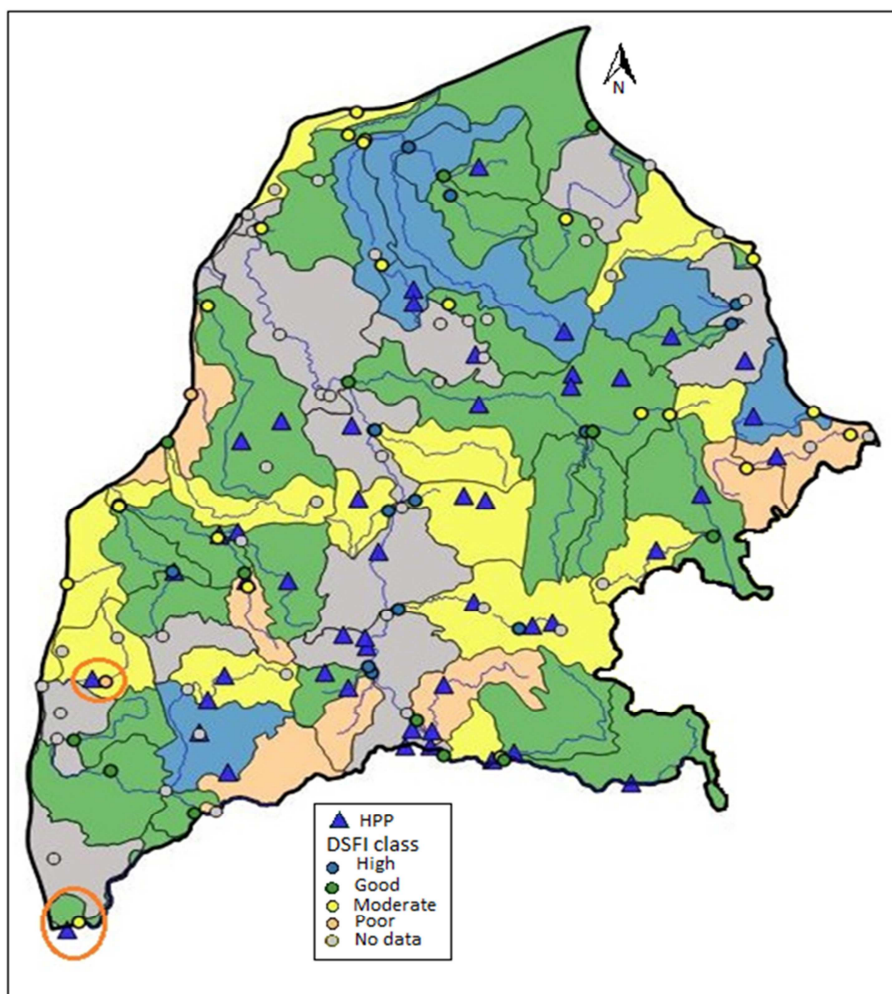 N
HPP
DSFI class
High
Good
Moderate
Poor
No data